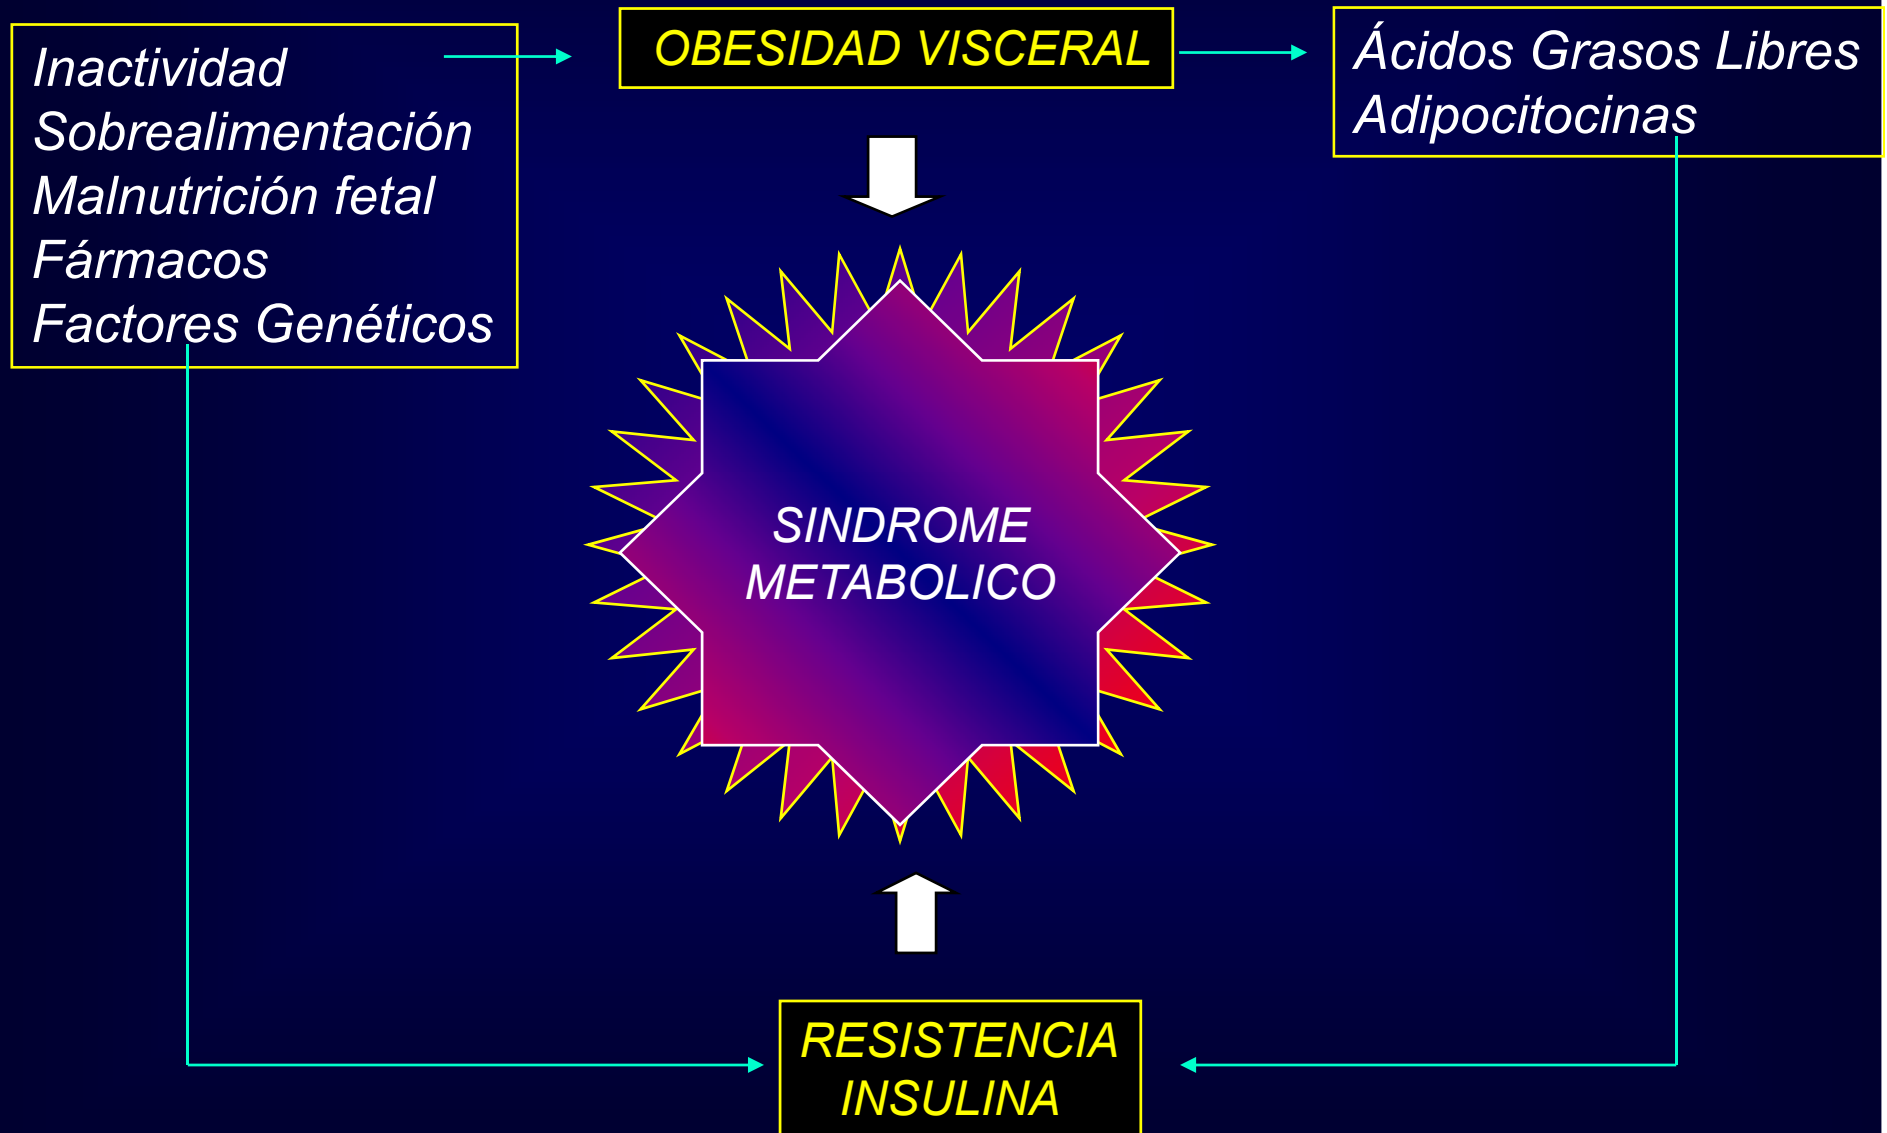 Inactividad
Sobrealimentación
Malnutrición fetal
Fármacos
Factores Genéticos
OBESIDAD VISCERAL
Ácidos Grasos Libres
Adipocitocinas
SINDROME
METABOLICO
RESISTENCIA
INSULINA